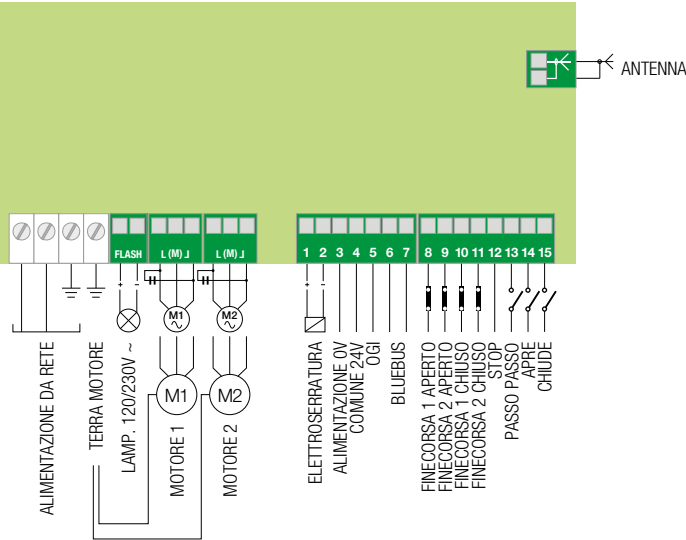 ANTENNA
FLASH
L (M) ⅃
L (M) ⅃
1 2 3 4 5 6 7
8 9 10 11 12 13 14 15
+ -
+ -
M1
~
M2
~
M1
M2
ALIMENTAZIONE DA RETE
TERRA MOTORE
LAMP. 120/230V ~
MOTORE 1
MOTORE 2
ELETTROSERRATURA
ALIMENTAZIONE 0V
COMUNE 24V
OGI
BLUEBUS
FINECORSA 1 APERTO
FINECORSA 2 APERTO
FINECORSA 1 CHIUSO
FINECORSA 2 CHIUSO
STOP
PASSO PASSO
APRE
CHIUDE